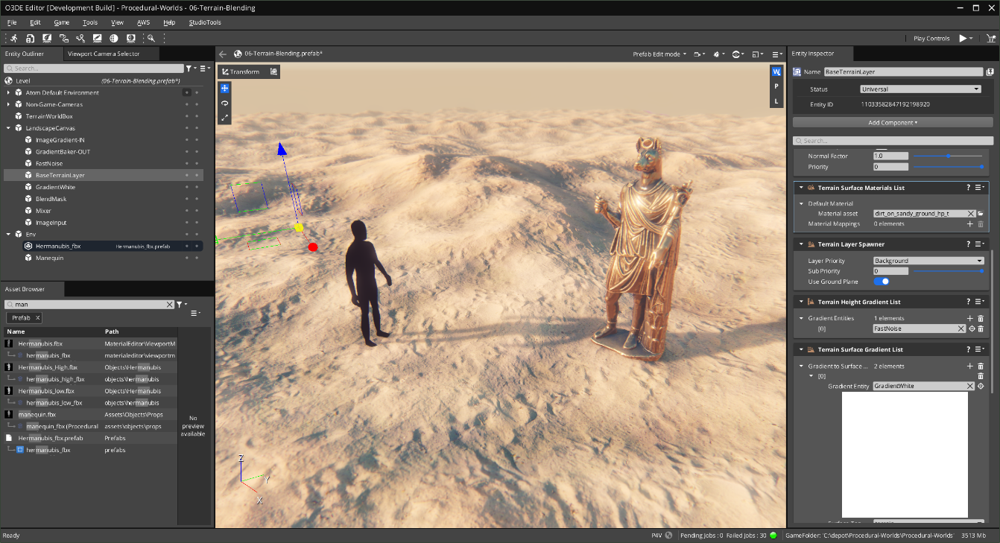 O3DE Editor [Development Build] - Procedural-Worlds - 06-Terrain-Blending
File Edit Game Tools View AWS Help StudioTools
Play Controls
Entity Outliner Viewport Camera Selector
Search...
Level (06-Terrain-Blending.prefab*)
Atom Default Environment
Non-Game-Cameras
TerrainWorldBox
LandscapeCanvas
ImageGradient-IN
GradientBaker-OUT
FastNoise
BaseTerrainLayer
GradientWhite
BlendMask
Mixer
ImageInput
Env
Hermanubis_fbx Hermanubis_fbx.prefab
Manequin
Asset Browser
man
Prefab X
Name Path
Hermanubis.fbx MaterialEditor\ViewportM
hermanubis_fbx materialeditor\viewportm
Hermanubis_High.fbx Objects\Hermanubis
hermanubis_high_fbx objects\hermanubis
Hermanubis_low.fbx Objects\Hermanubis
hermanubis_low_fbx objects\hermanubis
manequin.fbx Assets\Objects\Props
manequin_fbx (Procedural assets\objects\props
Hermanubis_fbx.prefab Prefabs
hermanubis_fbx prefabs
No
preview
available
06-Terrain-Blending.prefab* Prefab Edit mode
Transform
W
P
L
Z
Y
X
Entity Inspector
Name BaseTerrainLayer
Status Universal
Entity ID 11033582847192198920
Add Component
Search...
Normal Factor 1.0
Priority 0
Terrain Surface Materials List ?
Default Material
Material asset dirt_on_sandy_ground_hp_t
Material Mappings 0 elements
Terrain Layer Spawner ?
Layer Priority Background
Sub Priority 0
Use Ground Plane
Terrain Height Gradient List ?
Gradient Entities 1 elements
[0] FastNoise
Terrain Surface Gradient List ?
Gradient to Surface ... 2 elements
[0]
Gradient Entity GradientWhite
Ready P4V Pending Jobs : 0 Failed Jobs : 30 GameFolder: 'C:\depot\Procedural-Worlds\Procedural-Worlds' 3513 Mb